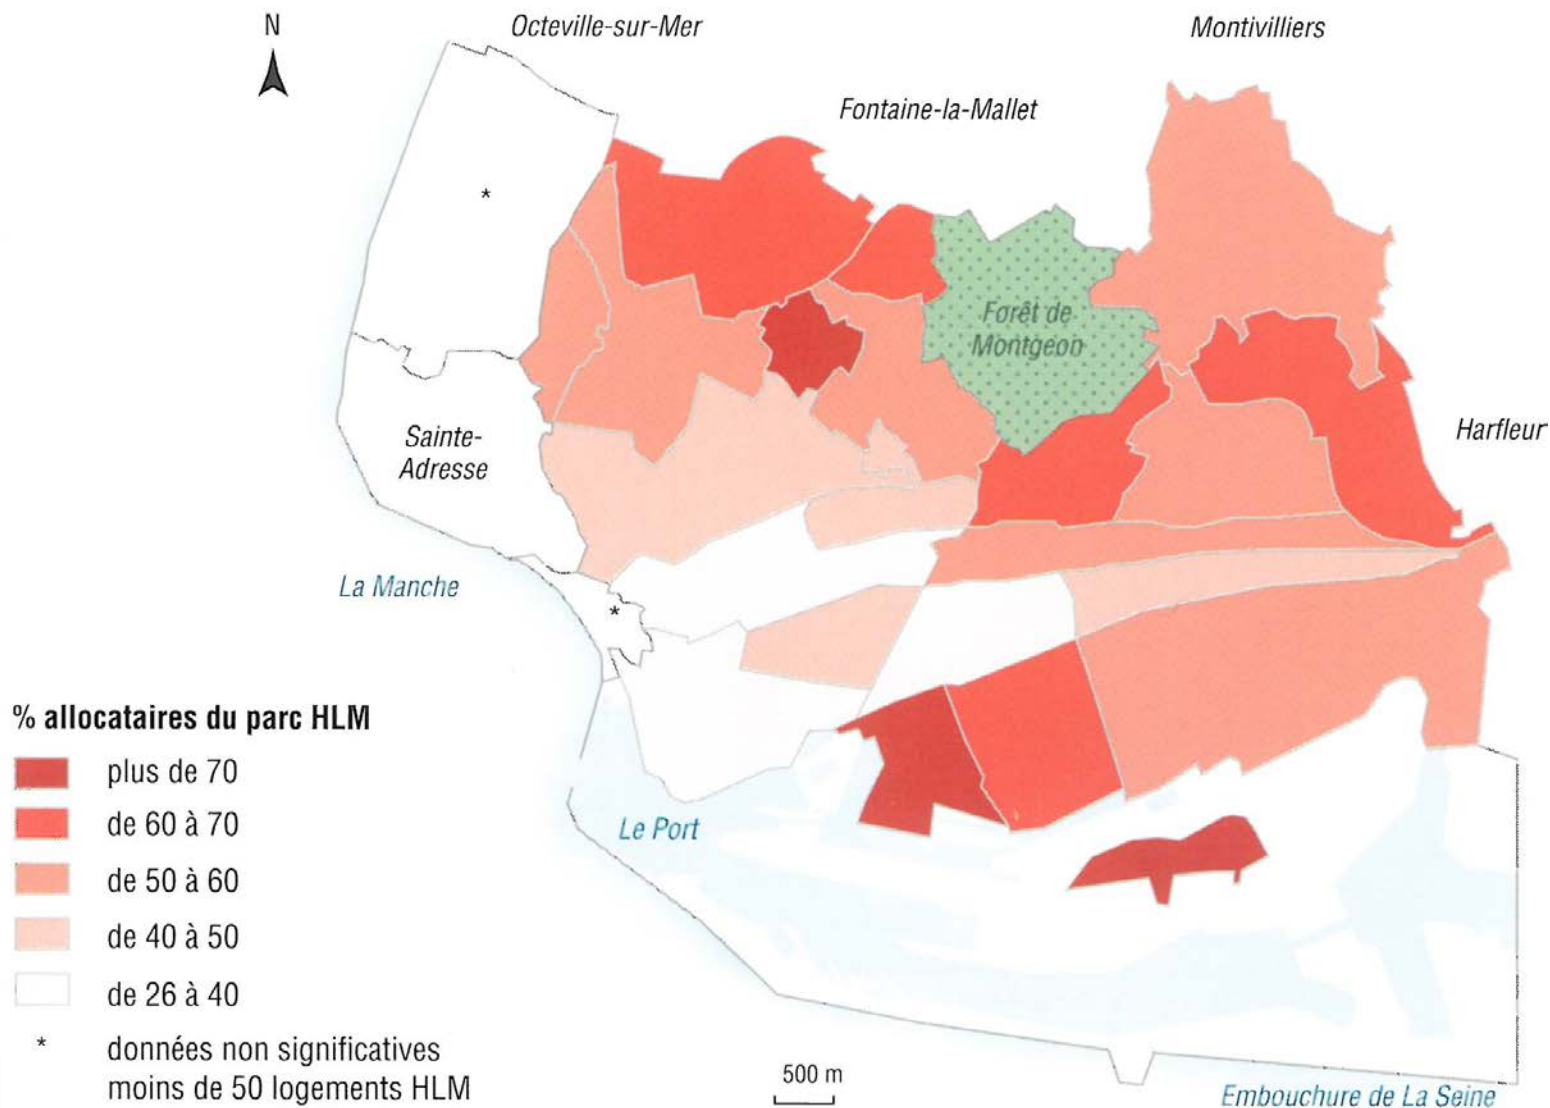 N
Octeville-sur-Mer
Montivilliers
Fontaine-la-Mallet
*
Forêt de
Montgeon
Sainte-
Adresse
Harfleur
La Manche
*
% allocataires du parc HLM
plus de 70
de 60 à 70
de 50 à 60
de 40 à 50
de 26 à 40
* données non significatives
moins de 50 logements HLM
Le Port
500 m
Embouchure de La Seine